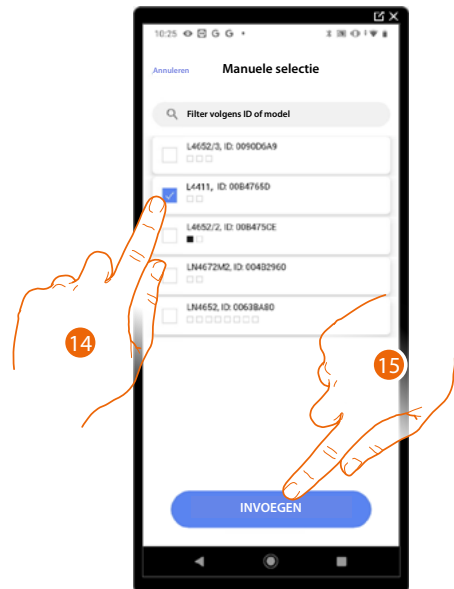 10:25 G G
Annuleren Manuele selectie
Filter volgens ID of model
L4652/3, ID: 0090D6A9
L4411, ID: 00B4765D
L4652/2, ID: 00B475CE
LN4672M2, ID: 004B2960
LN4652, ID: 0063BA80
14
15
INVOEGEN